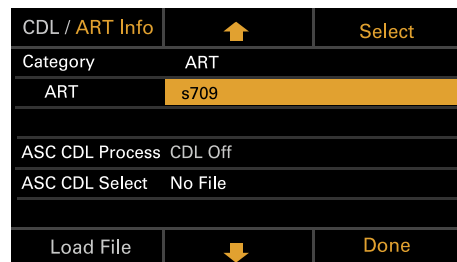 CDL / ART Info Select
Category ART
ART s709
ASC CDL Process CDL Off
ASC CDL Select No File
Load File Done